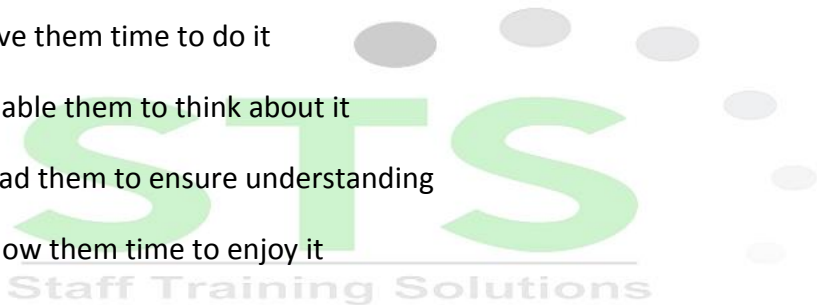 ve them time to do it
able them to think about it
ad them to ensure understanding
ow them time to enjoy it
STS
Staff Training Solutions